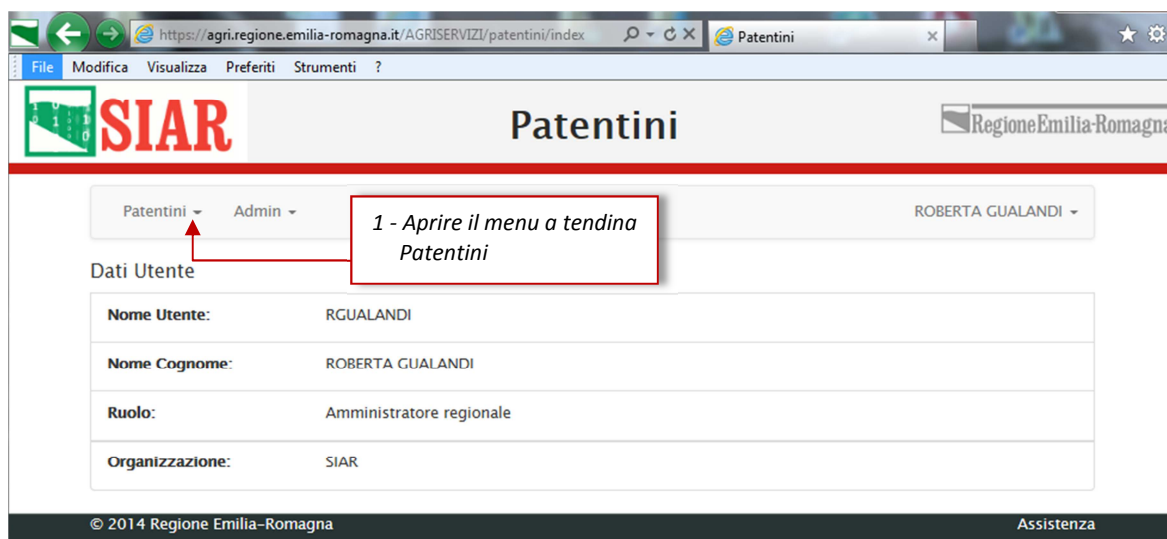 https://agri.regione.emilia-romagna.it/AGRISERVIZI/patentini/index
Patentini
File Modifica Visualizza Preferiti Strumenti ?
SIAR
Patentini
RegioneEmilia-Romagna
Patentini Admin
ROBERTA GUALANDI
1 - Aprire il menu a tendina
Patentini
Dati Utente
Nome Utente: RGUALANDI
Nome Cognome: ROBERTA GUALANDI
Ruolo: Amministratore regionale
Organizzazione: SIAR
© 2014 Regione Emilia-Romagna
Assistenza